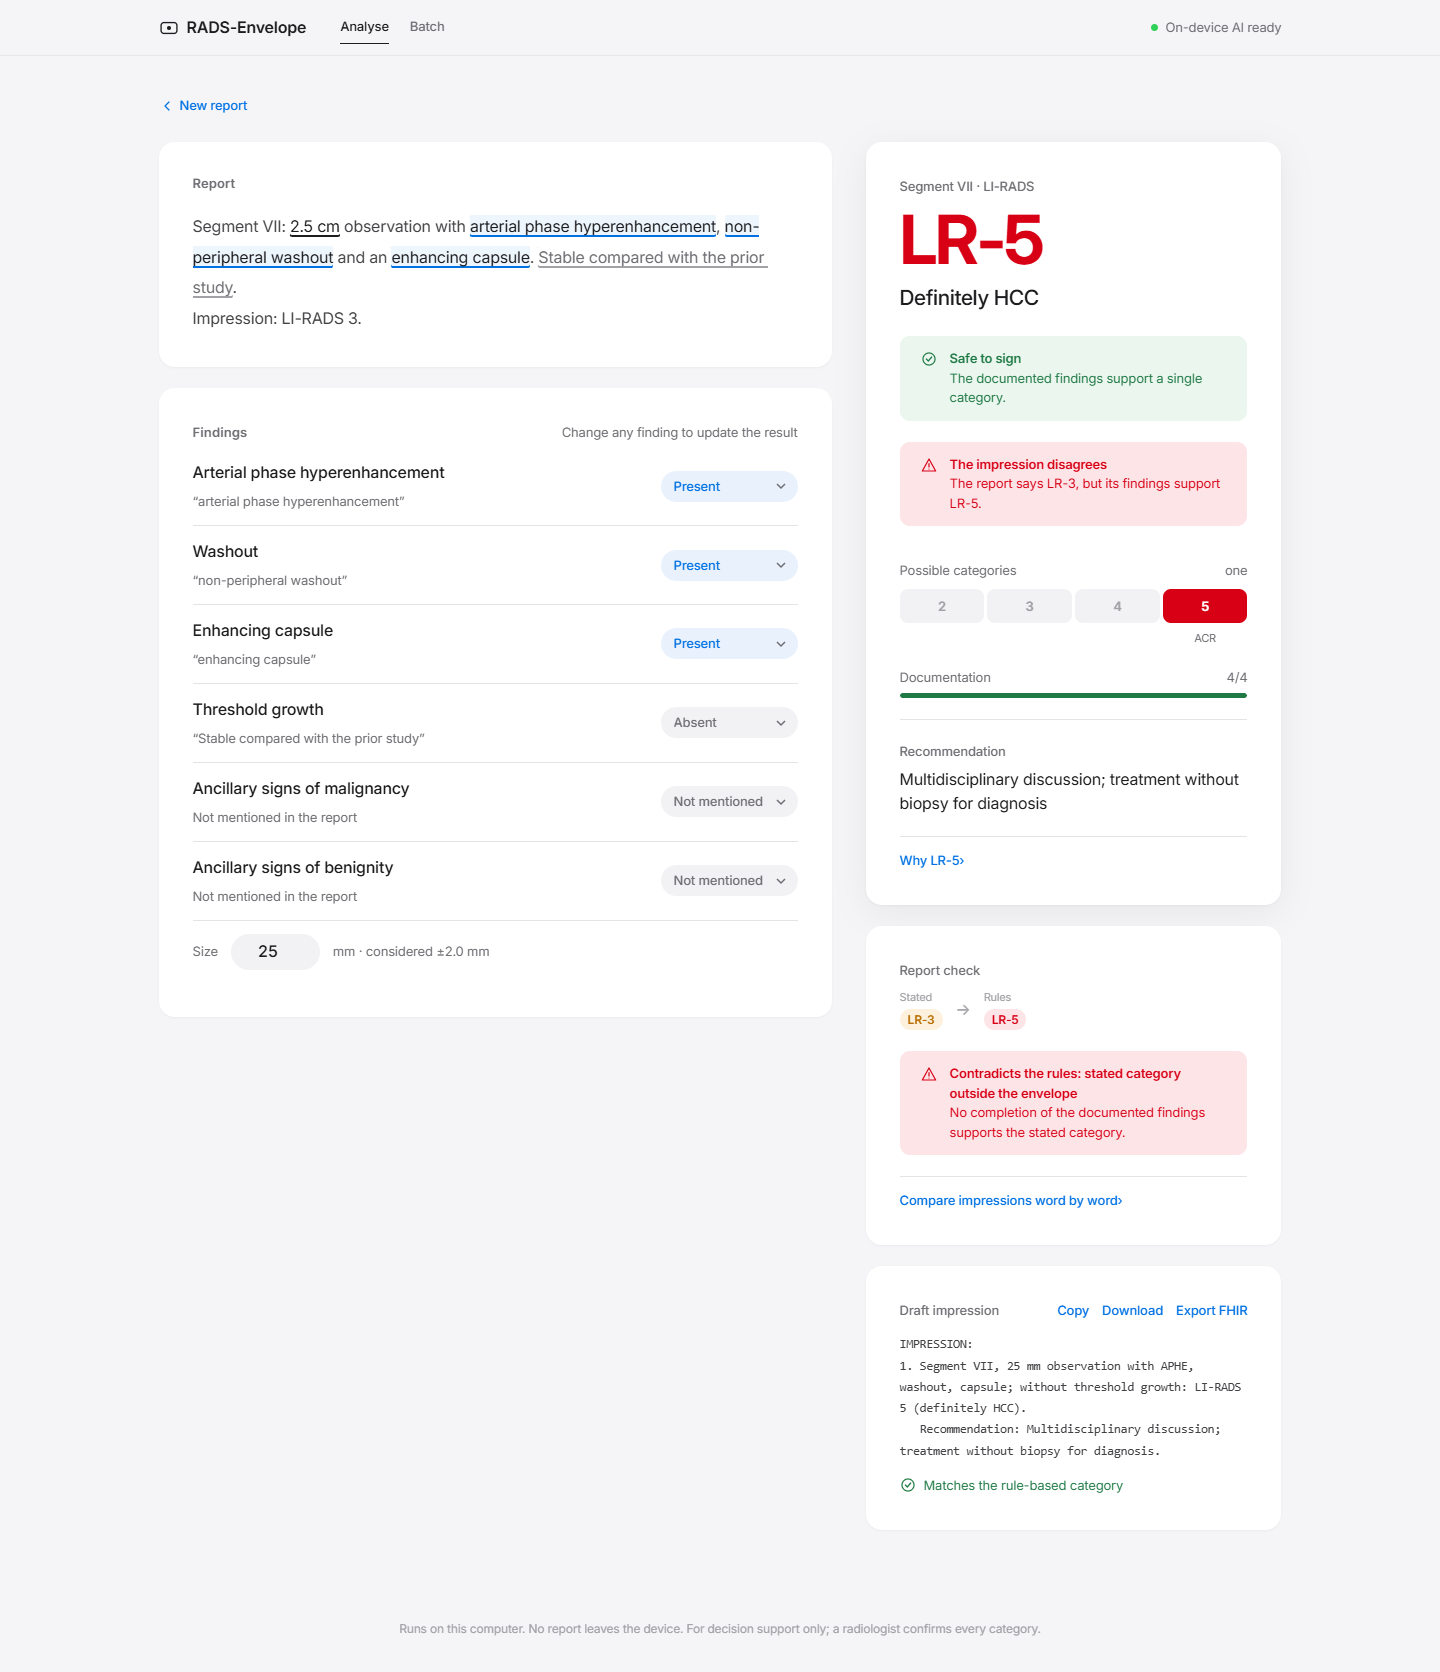 RADS-Envelope
Analyse
Batch
On-device AI ready
New report
Report
Segment VII: 2.5 cm observation with arterial phase hyperenhancement, non-
peripheral washout and an enhancing capsule. Stable compared with the prior
study.
Impression: LI-RADS 3.
Findings
Change any finding to update the result
Arterial phase hyperenhancement
“arterial phase hyperenhancement”
Present
Washout
“non-peripheral washout”
Present
Enhancing capsule
“enhancing capsule”
Present
Threshold growth
“Stable compared with the prior study”
Absent
Ancillary signs of malignancy
Not mentioned in the report
Not mentioned
Ancillary signs of benignity
Not mentioned in the report
Not mentioned
Size 25 mm · considered ±2.0 mm
Segment VII · LI-RADS
LR-5
Definitely HCC
Safe to sign
The documented findings support a single
category.
The impression disagrees
The report says LR-3, but its findings support
LR-5.
Possible categories one
2 3 4 5
ACR
Documentation 4/4
Recommendation
Multidisciplinary discussion; treatment without
biopsy for diagnosis
Why LR-5›
Report check
Stated Rules
LR-3 → LR-5
Contradicts the rules: stated category
outside the envelope
No completion of the documented findings
supports the stated category.
Compare impressions word by word›
Draft impression
Copy Download Export FHIR
IMPRESSION:
1. Segment VII, 25 mm observation with APHE,
washout, capsule; without threshold growth: LI-RADS
5 (definitely HCC).
Recommendation: Multidisciplinary discussion;
treatment without biopsy for diagnosis.
Matches the rule-based category
Runs on this computer. No report leaves the device. For decision support only; a radiologist confirms every category.